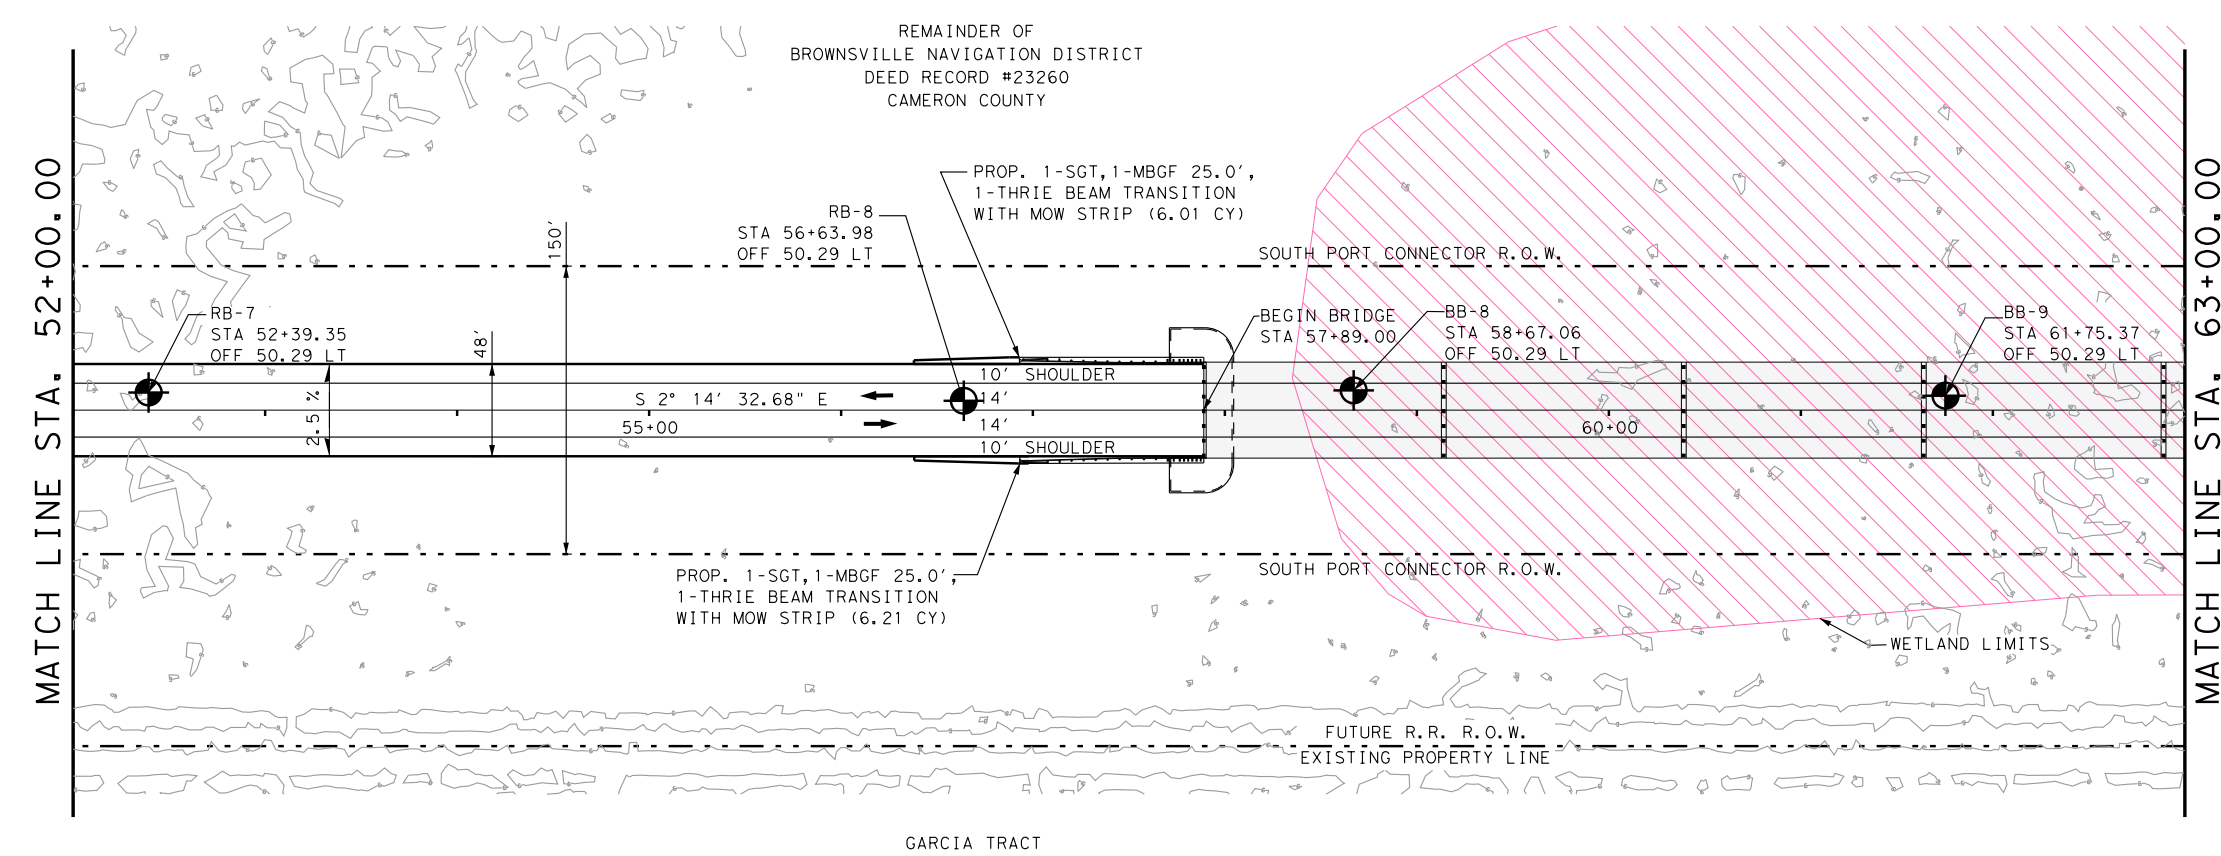 REMAINDER OF
BROWNSVILLE NAVIGATION DISTRICT
DEED RECORD #23260
CAMERON COUNTY
MATCH LINE STA. 52+00.00
MATCH LINE STA. 63+00.00
PROP. 1-SGT,1-MBGF 25.0',
1-THRIE BEAM TRANSITION
WITH MOW STRIP (6.01 CY)
RB-8
STA 56+63.98
OFF 50.29 LT
150'
SOUTH PORT CONNECTOR R.O.W.
RB-7
STA 52+39.35
OFF 50.29 LT
48'
BEGIN BRIDGE
STA 57+89.00
BB-8
STA 58+67.06
OFF 50.29 LT
BB-9
STA 61+75.37
OFF 50.29 LT
10' SHOULDER
2.5 %
S 2° 14' 32.68" E
14'
55+00
14'
60+00
10' SHOULDER
SOUTH PORT CONNECTOR R.O.W.
PROP. 1-SGT,1-MBGF 25.0',
1-THRIE BEAM TRANSITION
WITH MOW STRIP (6.21 CY)
WETLAND LIMITS
FUTURE R.R. R.O.W.
EXISTING PROPERTY LINE
GARCIA TRACT